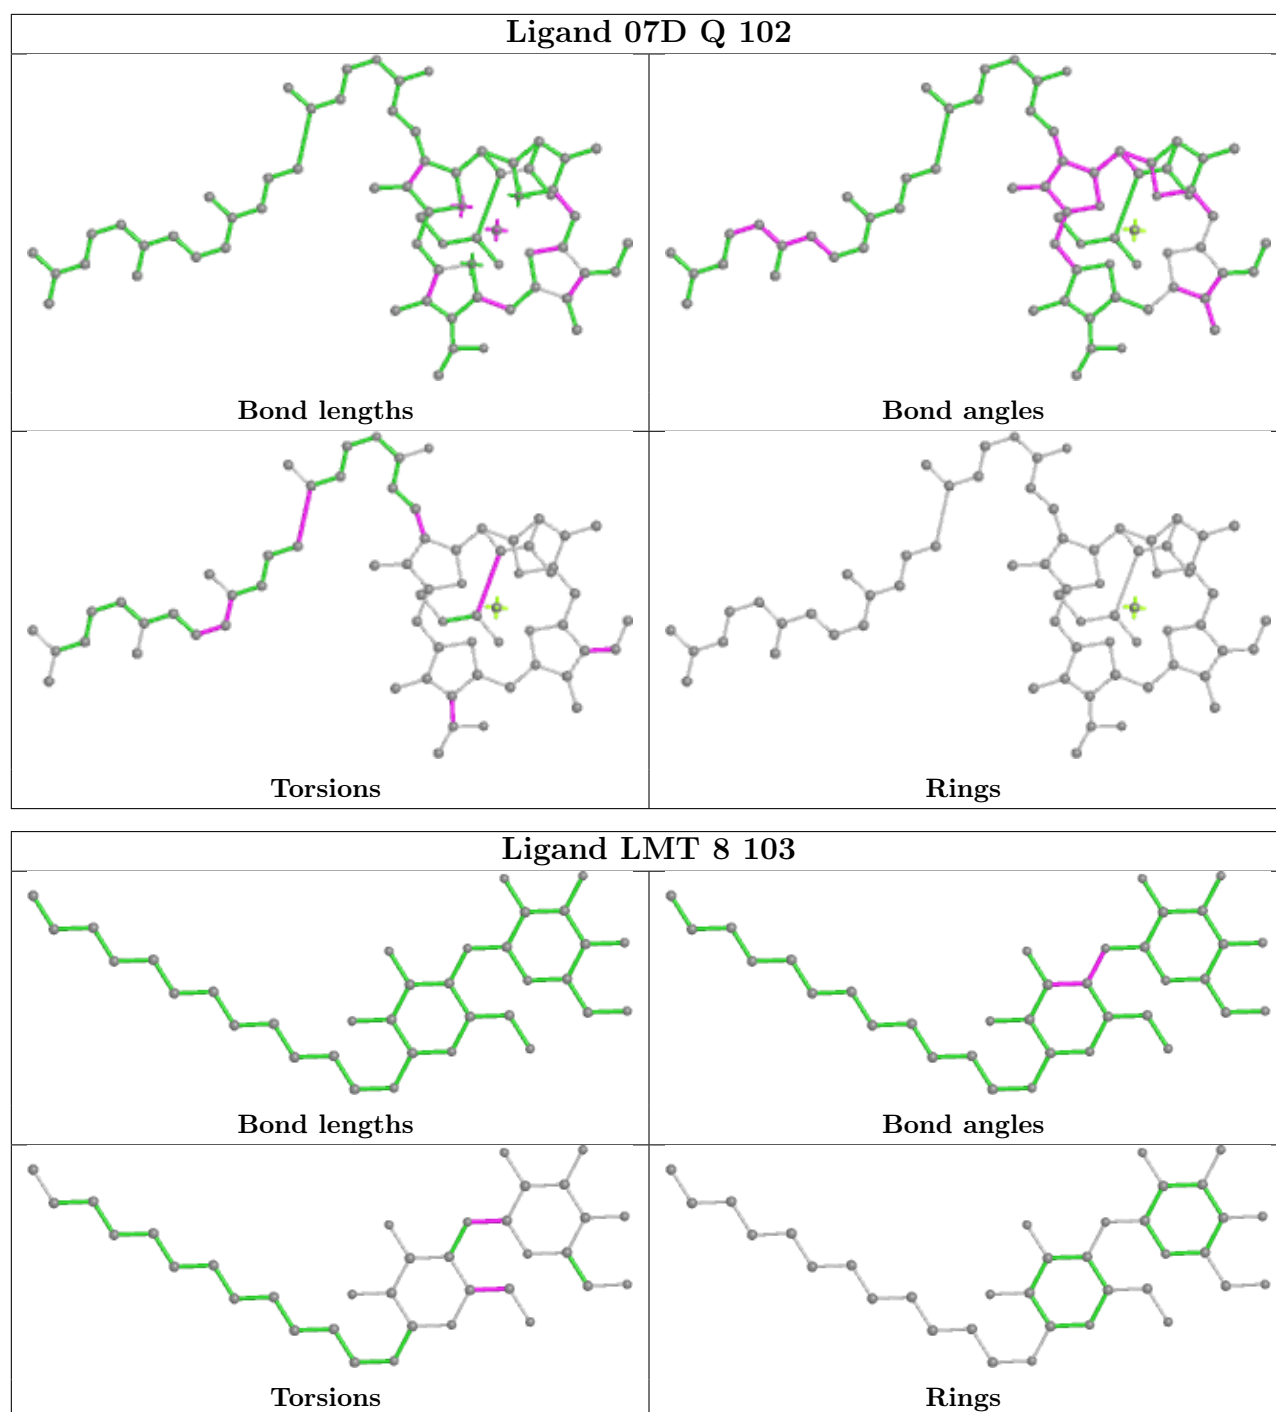 Ligand 07D Q 102
Bond lengths
Bond angles
Torsions
Rings
Ligand LMT 8 103
Bond lengths
Bond angles
Torsions
Rings